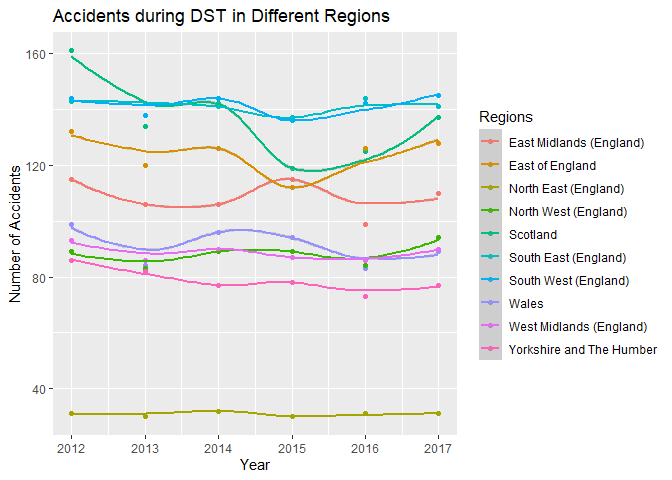 Accidents during DST in Different Regions
160
120
80
40
Number of Accidents
2012 2013 2014 2015 2016 2017
Year
Regions
East Midlands (England)
East of England
North East (England)
North West (England)
Scotland
South East (England)
South West (England)
Wales
West Midlands (England)
Yorkshire and The Humber